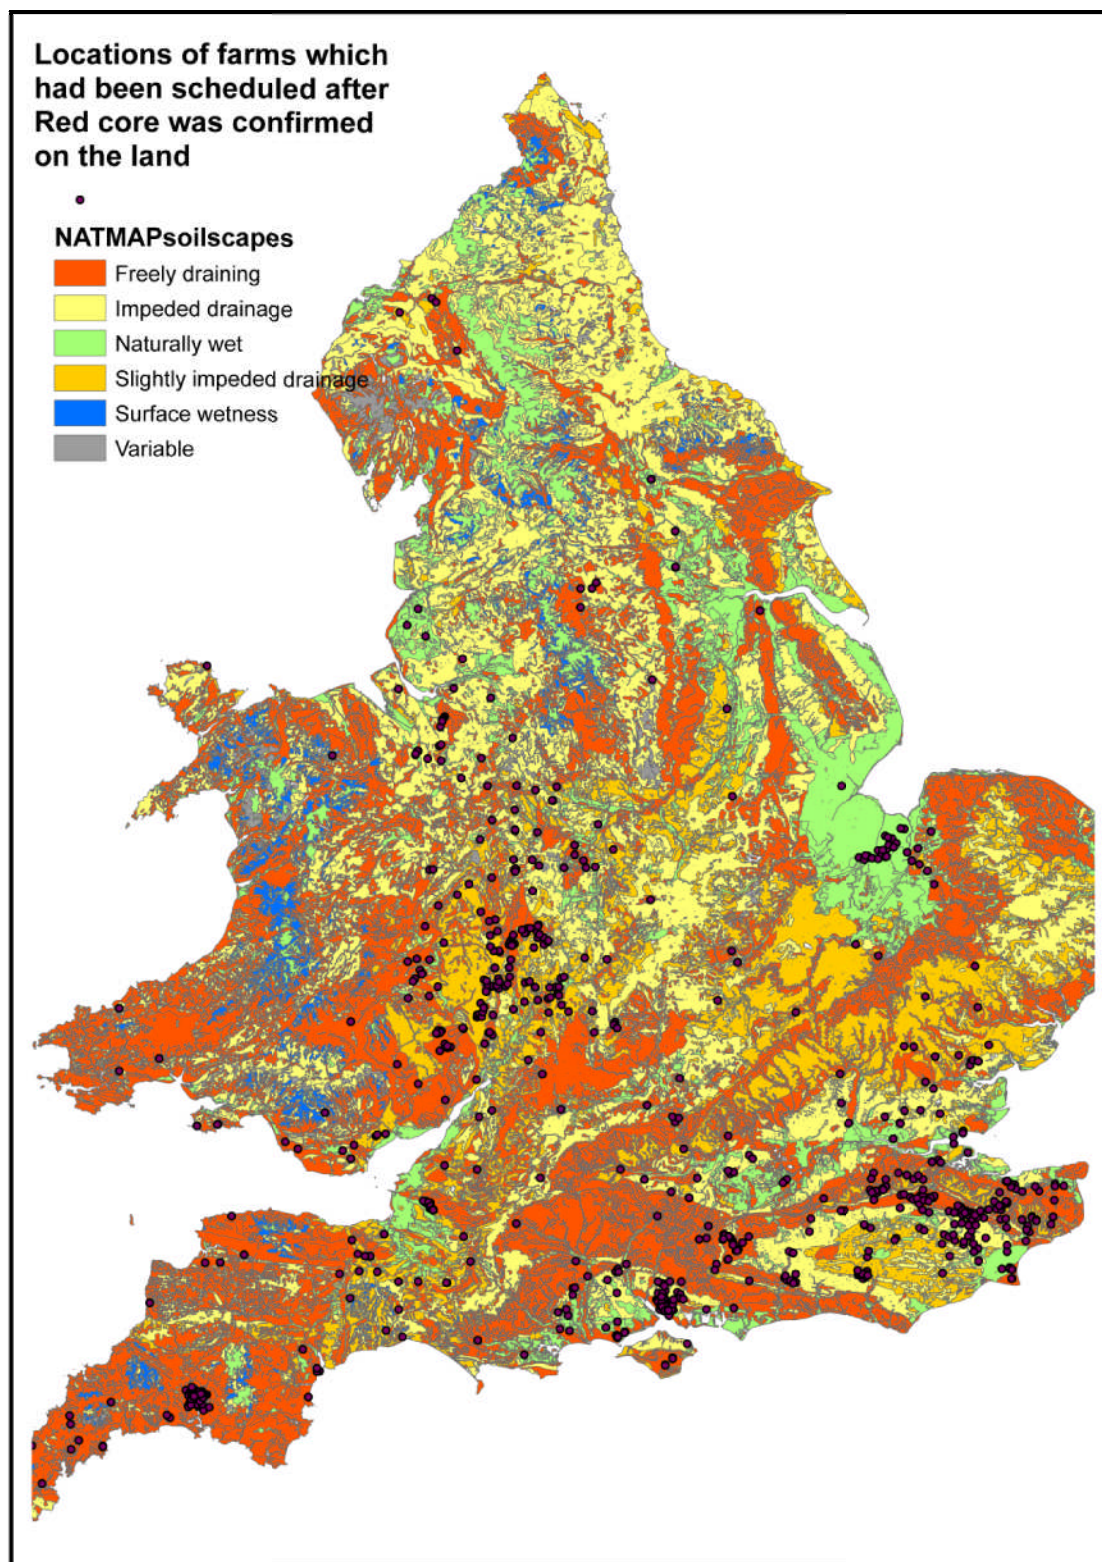 Locations of farms which
had been scheduled after
Red core was confirmed
on the land
NATMAPsoilscapes
Freely draining
Impeded drainage
Naturally wet
Slightly impeded drainage
Surface wetness
Variable